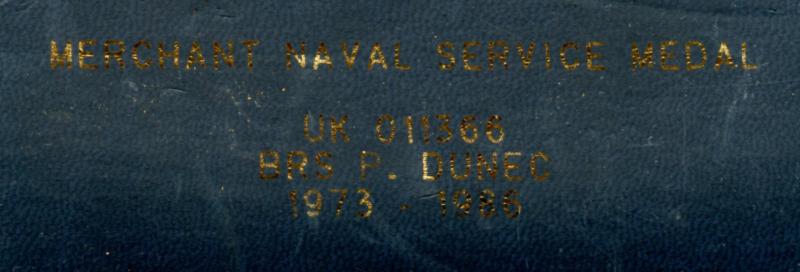 MERCHANT NAVAL SERVICE MEDAL
UK 011366
BRS P. DUNEC
1973 - 1986